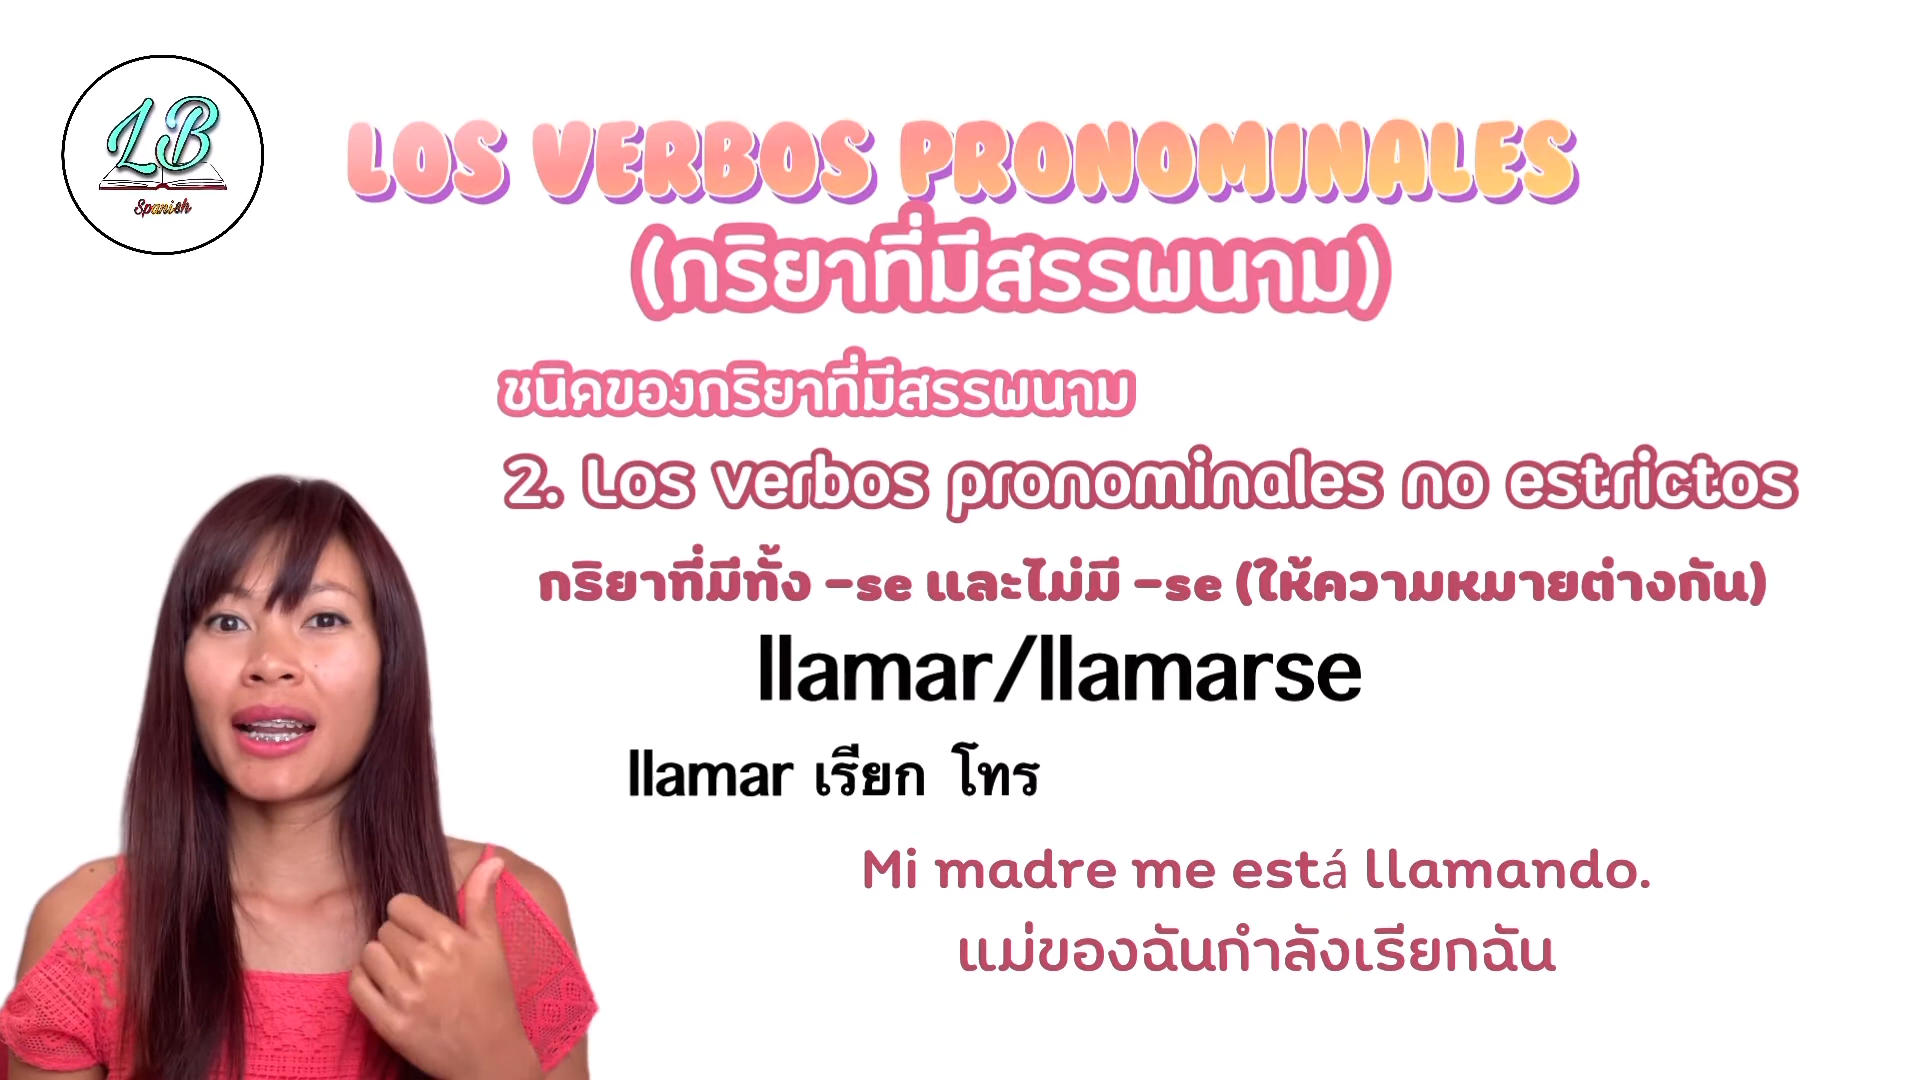 LB
Spanish
LOS VERBOS PRONOMINALES
(กริยาที่มีสรรพนาม)
ชนิดของกริยาที่มีสรรพนาม
2. Los verbos pronominales no estrictos
กริยาที่มีทั้ง -se และไม่มี -se (ให้ความหมายต่างกัน)
llamar/llamarse
llamar เรียก โทร
Mi madre me está llamando.
แม่ของฉันกำลังเรียกฉัน